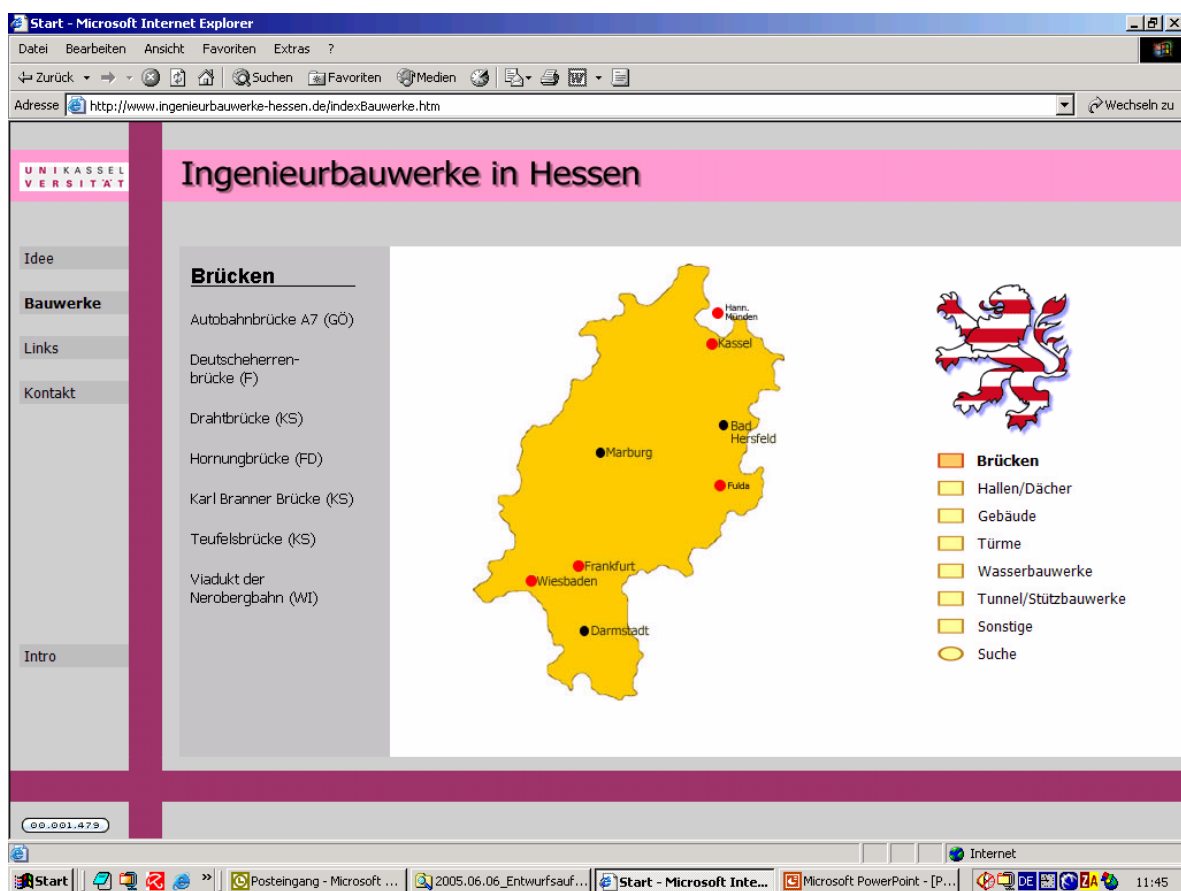 Start - Microsoft Internet Explorer
Datei Bearbeiten Ansicht Favoriten Extras ?
Zurück Suchen Favoriten Medien
Adresse http://www.ingenieurbauwerke-hessen.de/indexBauwerke.htm Wechseln zu
UNIKASSEL
VERSITÄT
Ingenieurbauwerke in Hessen
Idee
Bauwerke
Links
Kontakt
Intro
Brücken
Autobahnbrücke A7 (GÖ)
Deutscheherren-
brücke (F)
Drahtbrücke (KS)
Hornungbrücke (FD)
Karl Branner Brücke (KS)
Teufelsbrücke (KS)
Viadukt der
Nerobergbahn (WI)
Hann.
Münden
Kassel
Bad
Hersfeld
Marburg
Fulda
Frankfurt
Wiesbaden
Darmstadt
Brücken
Hallen/Dächer
Gebäude
Türme
Wasserbauwerke
Tunnel/Stützbauwerke
Sonstige
Suche
00.001.479
Internet
Start » Posteingang - Microsoft ... 2005.06.06_Entwurfsauf... Start - Microsoft Inte... Microsoft PowerPoint - [P... DE ZA 11:45